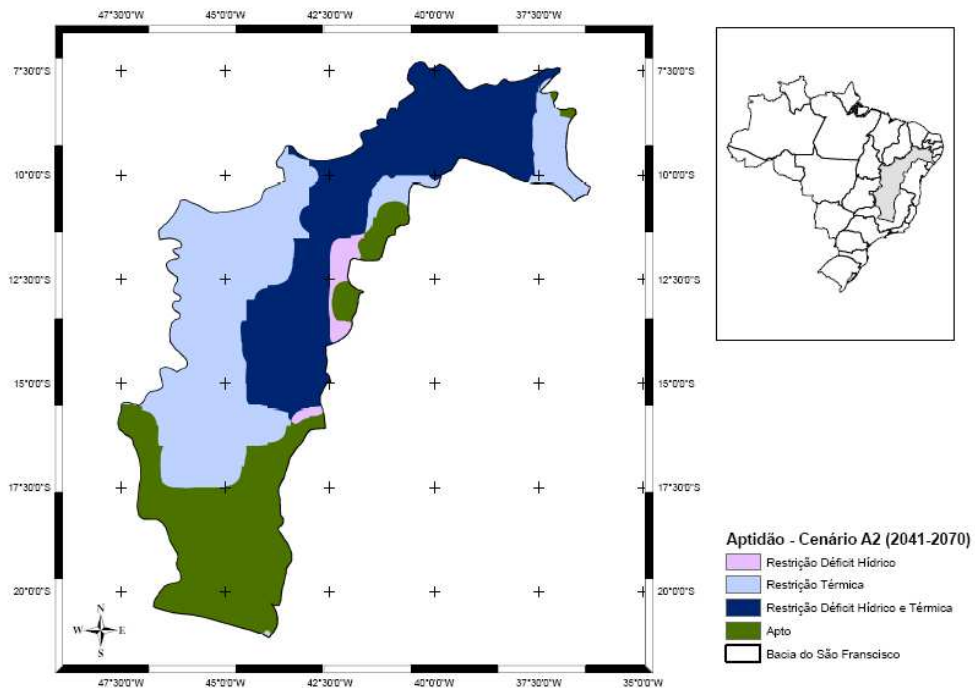 47°30'0"W 45°0'0"W 42°30'0"W 40°0'0"W 37°30'0"W
7°30'0"S 7°30'0"S
10°0'0"S 10°0'0"S
12°30'0"S 12°30'0"S
15°0'0"S 15°0'0"S
17°30'0"S 17°30'0"S
20°0'0"S 20°0'0"S
N
W E
S
47°30'0"W 45°0'0"W 42°30'0"W 40°0'0"W 37°30'0"W 35°0'0"W
Aptidão - Cenário A2 (2041-2070)
Restrição Déficit Hídrico
Restrição Térmica
Restrição Déficit Hídrico e Térmica
Apto
Bacia do São Franscisco